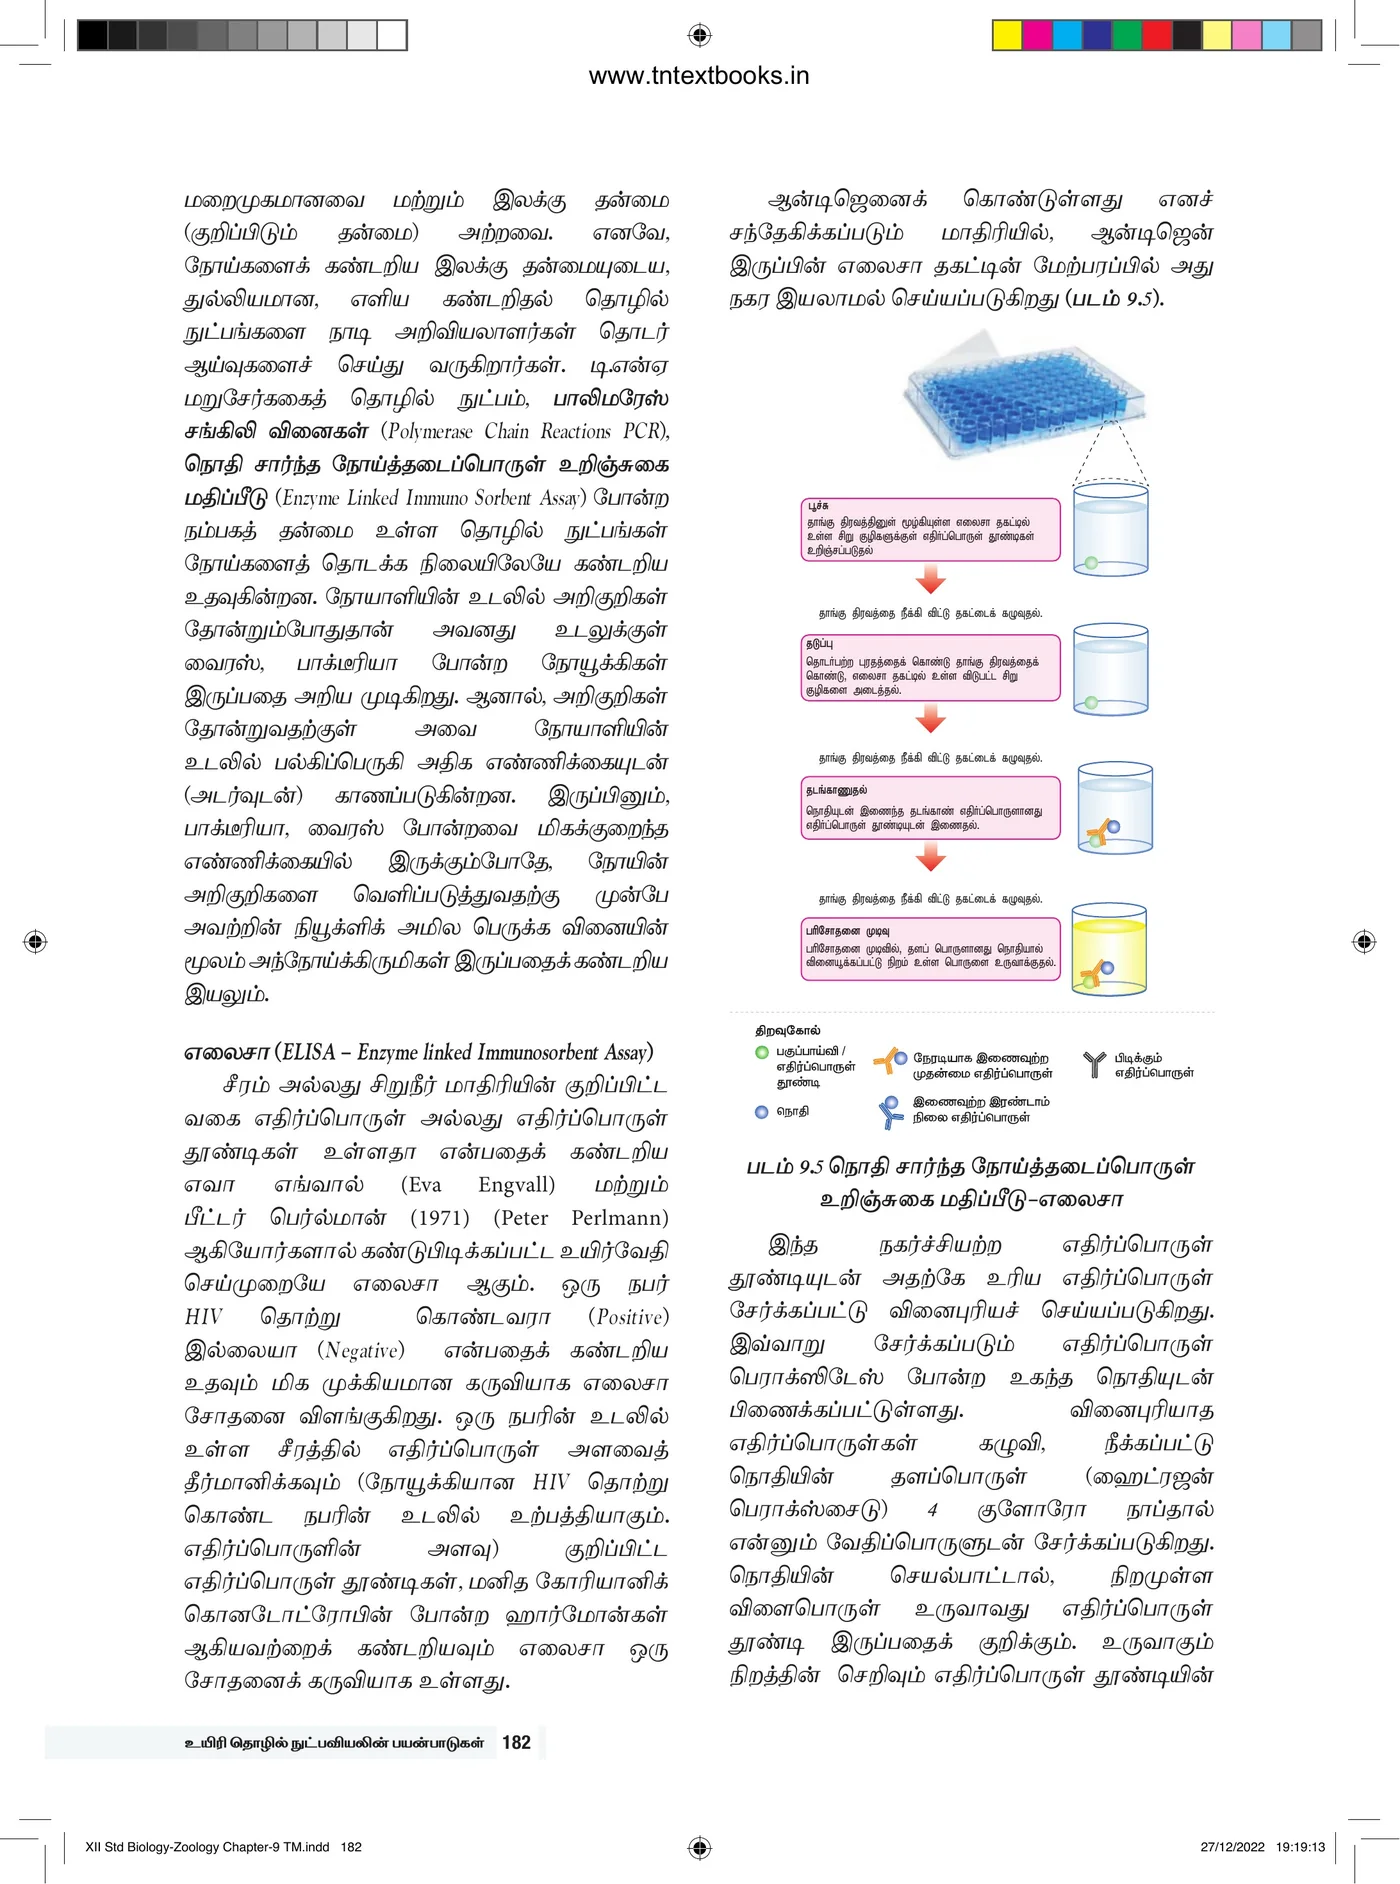 www.tntextbooks.in
மறைமுகமானவை மற்றும் இலக்கு தன்மை
(குறிப்பிடும் தன்மை) அற்றவை. எனவே,
நோய்களைக் கண்டறிய இலக்கு தன்மையுடைய,
துல்லியமான, எளிய கண்டறிதல் தொழில்
நுட்பங்களை நாடி அறிவியலாளர்கள் தொடர்
ஆய்வுகளைச் செய்து வருகிறார்கள். டி.என்ஏ
மறுசேர்க்கைத் தொழில் நுட்பம், பாலிமரேஸ்
சங்கிலி வினைகள் (Polymerase Chain Reactions PCR),
நொதி சார்ந்த நோய்த்தடைப்பொருள் உறிஞ்சுகை
மதிப்பீடு (Enzyme Linked Immuno Sorbent Assay) போன்ற
நம்பகத் தன்மை உள்ள தொழில் நுட்பங்கள்
நோய்களைத் தொடக்க நிலையிலேயே கண்டறிய
உதவுகின்றன. நோயாளியின் உடலில் அறிகுறிகள்
தோன்றும்போதுதான் அவனது உடலுக்குள்
வைரஸ், பாக்டீரியா போன்ற நோயூக்கிகள்
இருப்பதை அறிய முடிகிறது. ஆனால், அறிகுறிகள்
தோன்றுவதற்குள் அவை நோயாளியின்
உடலில் பல்கிப்பெருகி அதிக எண்ணிக்கையுடன்
(அடர்வுடன்) காணப்படுகின்றன. இருப்பினும்,
பாக்டீரியா, வைரஸ் போன்றவை மிகக்குறைந்த
எண்ணிக்கையில் இருக்கும்போதே, நோயின்
அறிகுறிகளை வெளிப்படுத்துவதற்கு முன்பே
அவற்றின் நியூக்ளிக் அமில பெருக்க வினையின்
மூலம் அந்நோய்க்கிருமிகள் இருப்பதைக் கண்டறிய
இயலும்.
எலைசா (ELISA – Enzyme linked Immunosorbent Assay)
சீரம் அல்லது சிறுநீர் மாதிரியின் குறிப்பிட்ட
வகை எதிர்ப்பொருள் அல்லது எதிர்ப்பொருள்
தூண்டிகள் உள்ளதா என்பதைக் கண்டறிய
எவா எங்வால் (Eva Engvall) மற்றும்
பீட்டர் பெர்ல்மான் (1971) (Peter Perlmann)
ஆகியோர்களால் கண்டுபிடிக்கப்பட்ட உயிர்வேதி
செய்முறையே எலைசா ஆகும். ஒரு நபர்
HIV தொற்று கொண்டவரா (Positive)
இல்லையா (Negative) என்பதைக் கண்டறிய
உதவும் மிக முக்கியமான கருவியாக எலைசா
சோதனை விளங்குகிறது. ஒரு நபரின் உடலில்
உள்ள சீரத்தில் எதிர்ப்பொருள் அளவைத்
தீர்மானிக்கவும் (நோயூக்கியான HIV தொற்று
கொண்ட நபரின் உடலில் உற்பத்தியாகும்.
எதிர்ப்பொருளின் அளவு) குறிப்பிட்ட
எதிர்ப்பொருள் தூண்டிகள், மனித கோரியானிக்
கொனடோட்ரோபின் போன்ற ஹார்மோன்கள்
ஆகியவற்றைக் கண்டறியவும் எலைசா ஒரு
சோதனைக் கருவியாக உள்ளது.
ஆன்டிஜெனைக் கொண்டுள்ளது எனச்
சந்தேகிக்கப்படும் மாதிரியில், ஆன்டிஜென்
இருப்பின் எலைசா தகட்டின் மேற்பரப்பில் அது
நகர இயலாமல் செய்யப்படுகிறது (படம் 9.5).
பூச்சு
தாங்கு திரவத்தினுள் மூழ்கியுள்ள எலைசா தகட்டில்
உள்ள சிறு குழிகளுக்குள் எதிர்ப்பொருள் தூண்டிகள்
உறிஞ்சப்படுதல்
தாங்கு திரவத்தை நீக்கி விட்டு தகட்டைக் கழுவுதல்.
தடுப்பு
தொடர்பற்ற புரதத்தைக் கொண்டு தாங்கு திரவத்தைக்
கொண்டு, எலைசா தகட்டில் உள்ள விடுபட்ட சிறு
குழிகளை அடைத்தல்.
தாங்கு திரவத்தை நீக்கி விட்டு தகட்டைக் கழுவுதல்.
தடங்காணுதல்
நொதியுடன் இணைந்த தடங்காண் எதிர்ப்பொருளானது
எதிர்ப்பொருள் தூண்டியுடன் இணைதல்.
தாங்கு திரவத்தை நீக்கி விட்டு தகட்டைக் கழுவுதல்.
பரிசோதனை முடிவு
பரிசோதனை முடிவில், தளப் பொருளானது நொதியால்
வினையூக்கப்பட்டு நிறம் உள்ள பொருளை உருவாக்குதல்.
திறவுகோல்
பகுப்பாய்வி /
எதிர்ப்பொருள்
தூண்டி
நேரடியாக இணைவுற்ற
முதன்மை எதிர்ப்பொருள்
பிடிக்கும்
எதிர்ப்பொருள்
நொதி
இணைவுற்ற இரண்டாம்
நிலை எதிர்ப்பொருள்
படம் 9.5 நொதி சார்ந்த நோய்த்தடைப்பொருள்
உறிஞ்சுகை மதிப்பீடு-எலைசா
இந்த நகர்ச்சியற்ற எதிர்ப்பொருள்
தூண்டியுடன் அதற்கே உரிய எதிர்ப்பொருள்
சேர்க்கப்பட்டு வினைபுரியச் செய்யப்படுகிறது.
இவ்வாறு சேர்க்கப்படும் எதிர்ப்பொருள்
பெராக்ஸிடேஸ் போன்ற உகந்த நொதியுடன்
பிணைக்கப்பட்டுள்ளது. வினைபுரியாத
எதிர்ப்பொருள்கள் கழுவி, நீக்கப்பட்டு
நொதியின் தளப்பொருள் (ஹைட்ரஜன்
பெராக்ஸைடு) 4 குளோரோ நாப்தால்
என்னும் வேதிப்பொருளுடன் சேர்க்கப்படுகிறது.
நொதியின் செயல்பாட்டால், நிறமுள்ள
விளைபொருள் உருவாவது எதிர்ப்பொருள்
தூண்டி இருப்பதைக் குறிக்கும். உருவாகும்
நிறத்தின் செறிவும் எதிர்ப்பொருள் தூண்டியின்
உயிரி தொழில் நுட்பவியலின் பயன்பாடுகள் 182
XII Std Biology-Zoology Chapter-9 TM.indd 182
27/12/2022 19:19:13